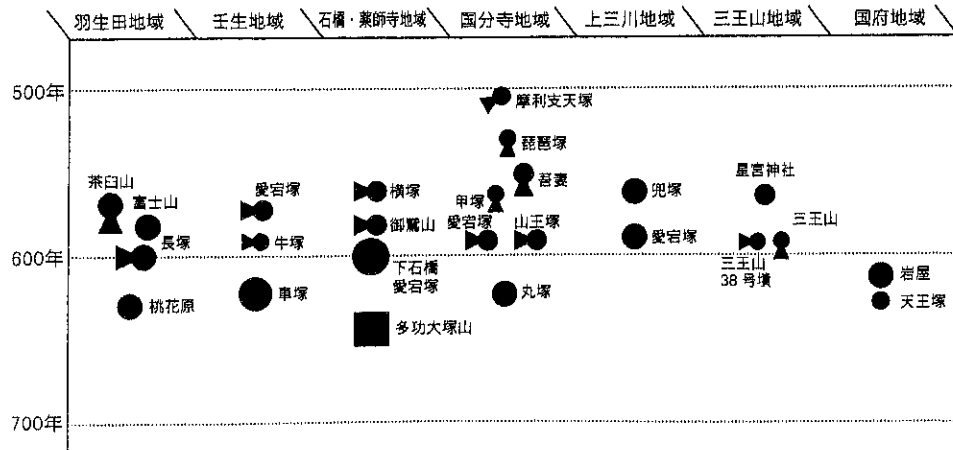 羽生田地域
壬生地域
石橋・薬師寺地域
国分寺地域
上三川地域
三王山地域
国府地域
500年
摩利支天塚
琵琶塚
吾妻
甲塚
愛宕塚
山王塚
丸塚
茶臼山
富士山
長塚
桃花原
愛宕塚
牛塚
車塚
横塚
御鷲山
下石橋
愛宕塚
多功大塚山
兜塚
愛宕塚
星宮神社
三王山
三王山
38号墳
岩屋
天王塚
600年
700年